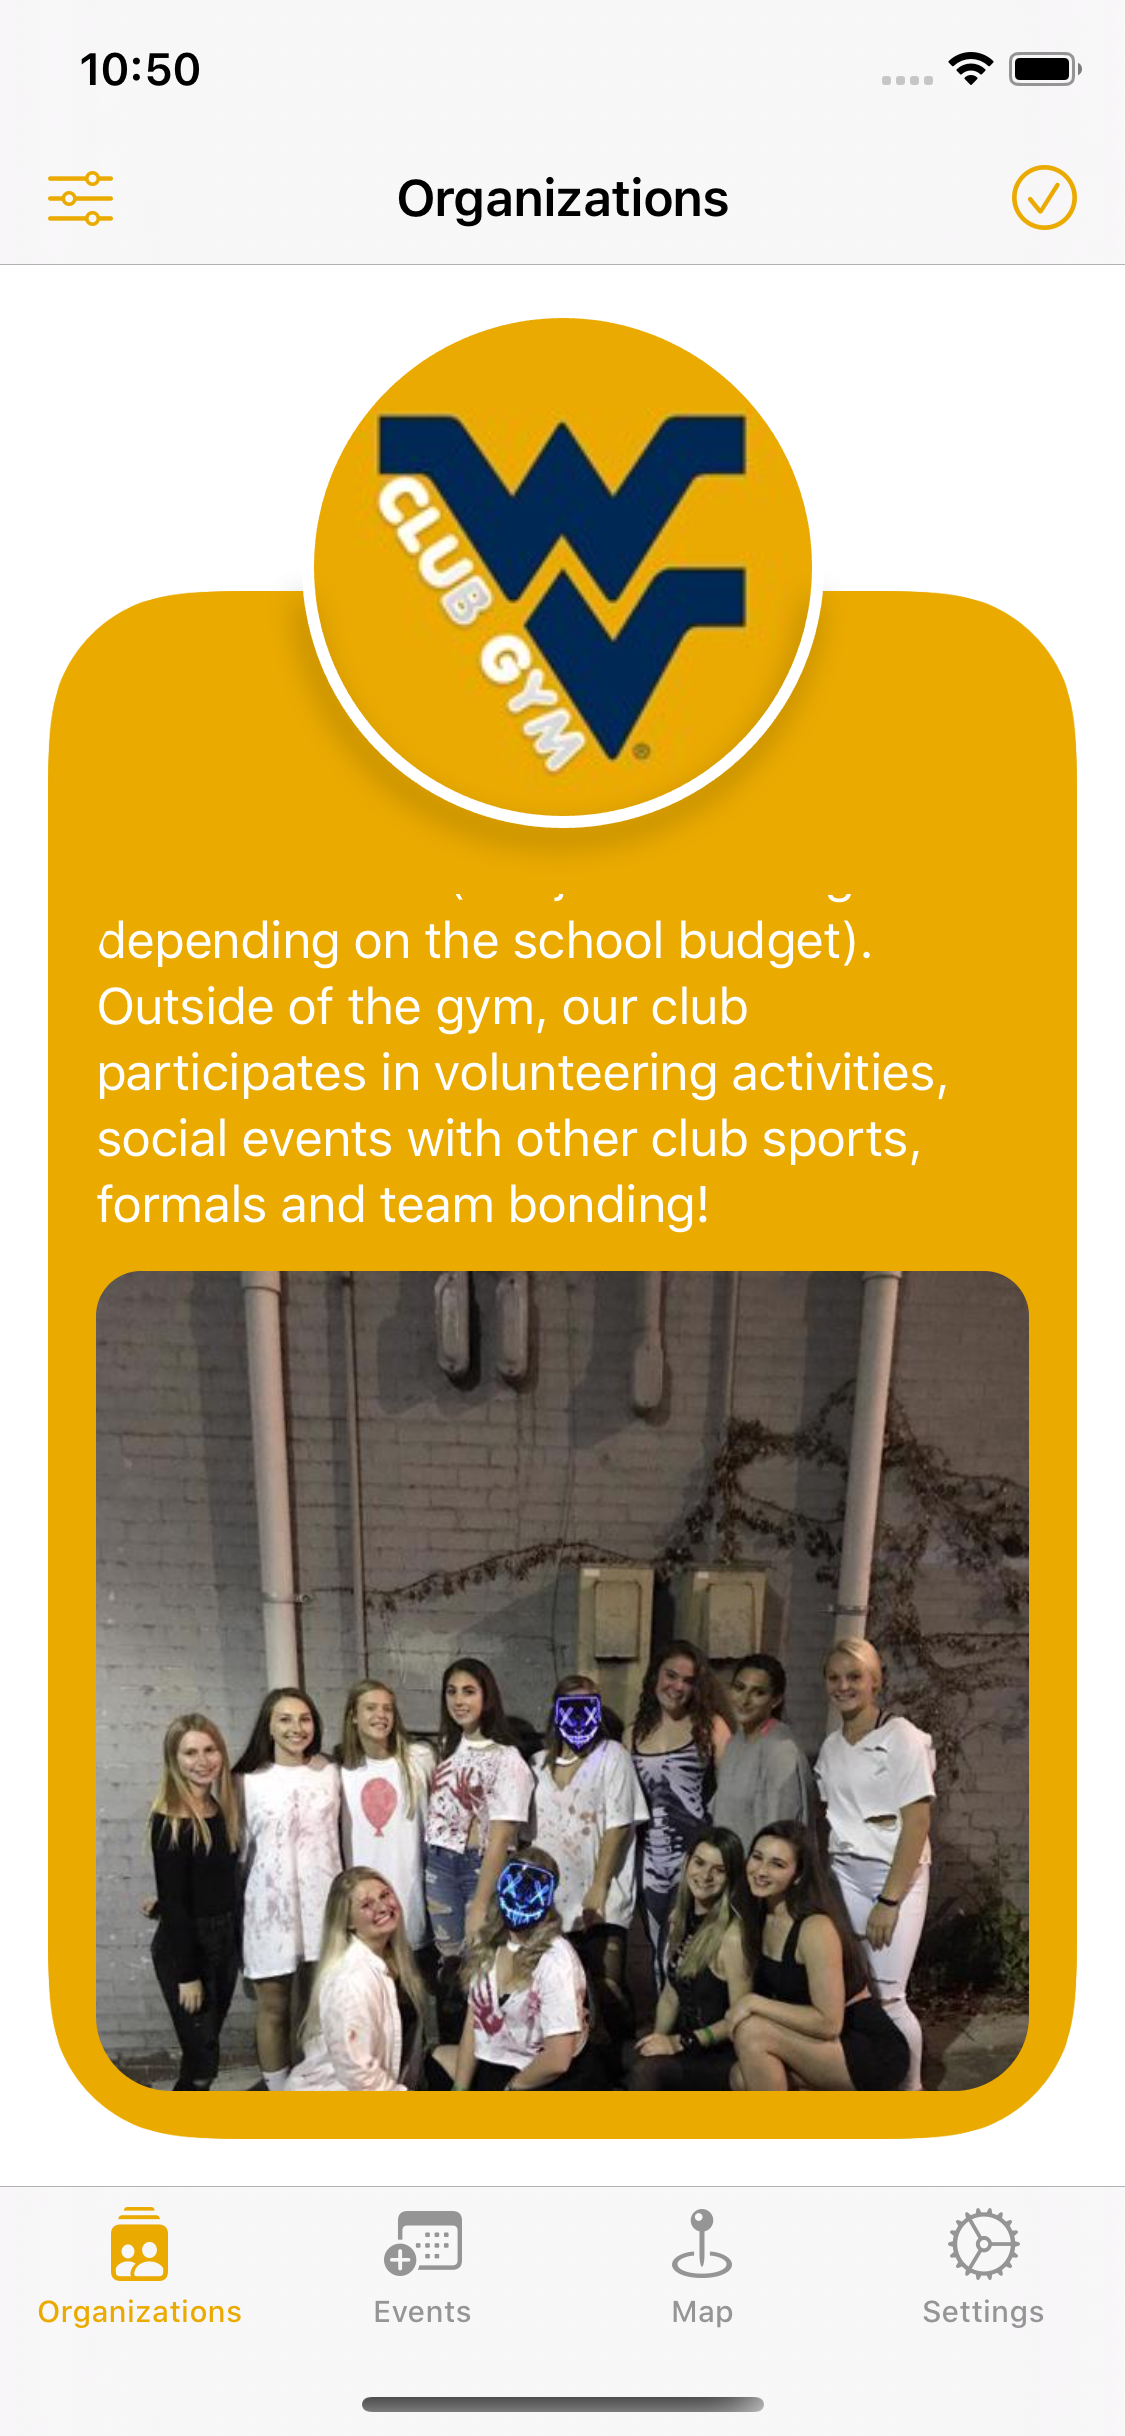 10:50
Organizations
CLUB GYM
®
depending on the school budget).
Outside of the gym, our club
participates in volunteering activities,
social events with other club sports,
formals and team bonding!
Organizations
Events
Map
Settings